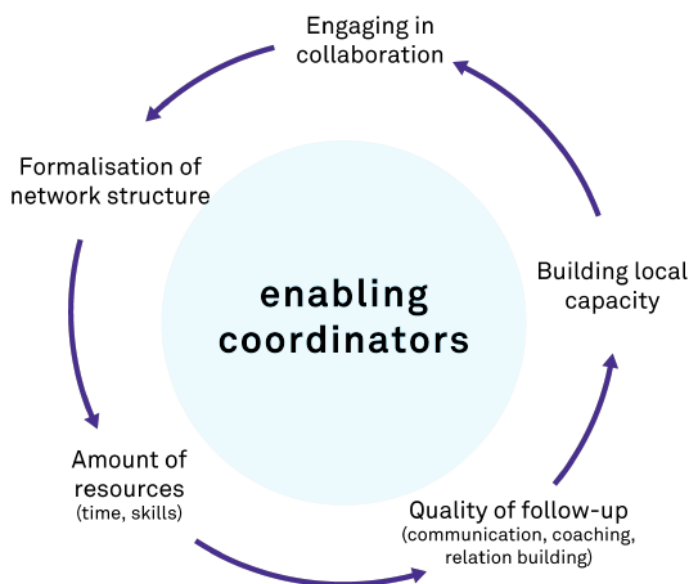 Engaging in
collaboration
Formalisation of
network structure
enabling
coordinators
Building local
capacity
Amount of
resources
(time, skills)
Quality of follow-up
(communication, coaching,
relation building)